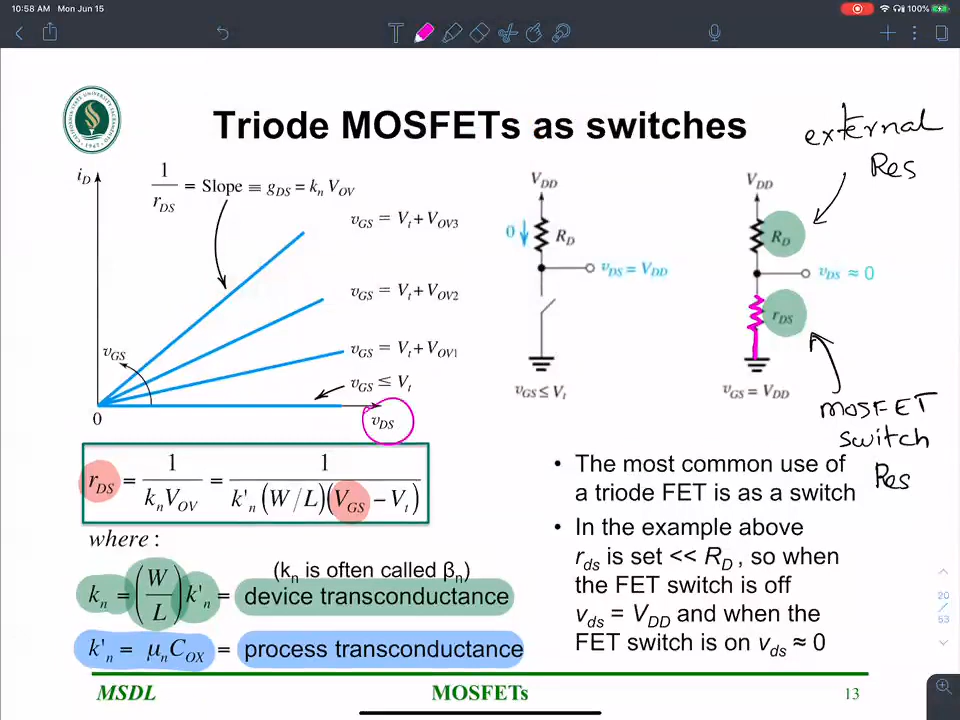 10:58 AM Mon Jun 15
100%
Triode MOSFETs as switches
external
Res
i_D
1/r_DS = Slope ≡ g_DS = k_n V_OV
v_GS = V_t + V_OV3
v_GS = V_t + V_OV2
v_GS = V_t + V_OV1
v_GS ≤ V_t
v_GS
0
v_DS
V_DD
0
R_D
v_DS = V_DD
v_GS ≤ V_t
V_DD
R_D
v_DS ≈ 0
r_DS
v_GS = V_DD
MOSFET
switch
Res
r_DS = 1/(k_n V_OV) = 1/(k'_n (W/L)(V_GS − V_t))
where :
(k_n is often called β_n)
k_n = (W/L) k'_n = device transconductance
k'_n = μ_n C_OX = process transconductance
• The most common use of
a triode FET is as a switch
• In the example above
r_ds is set << R_D , so when
the FET switch is off
v_ds = V_DD and when the
FET switch is on v_ds ≈ 0
20
/
53
MSDL
MOSFETs
13